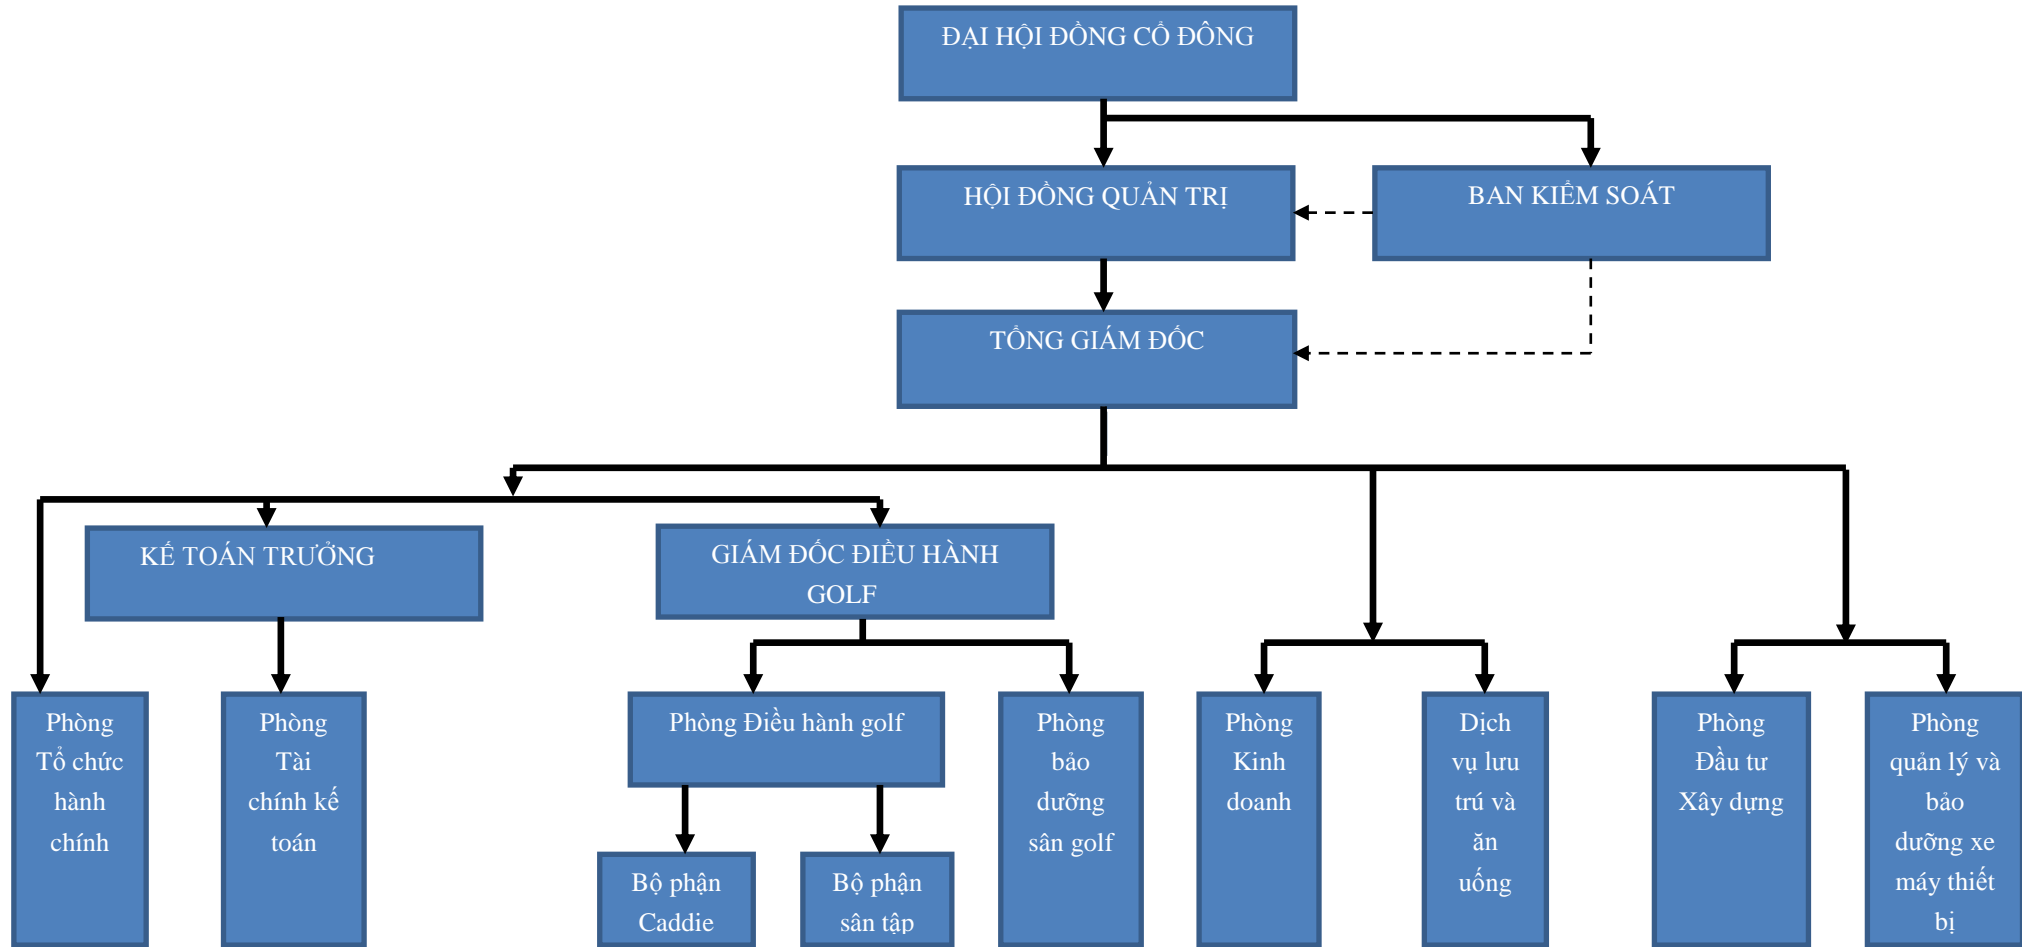 ĐẠI HỘI ĐỒNG CỔ ĐÔNG
HỘI ĐỒNG QUẢN TRỊ
BAN KIỂM SOÁT
TỔNG GIÁM ĐỐC
KẾ TOÁN TRƯỞNG
GIÁM ĐỐC ĐIỀU HÀNH
GOLF
Phòng
Tổ chức
hành
chính
Phòng
Tài
chính kế
toán
Phòng Điều hành golf
Bộ phận
Caddie
Bộ phận
sân tập
Phòng
bảo
dưỡng
sân golf
Phòng
Kinh
doanh
Dịch
vụ lưu
trú và
ăn
uống
Phòng
Đầu tư
Xây dựng
Phòng
quản lý và
bảo
dưỡng xe
máy thiết
bị